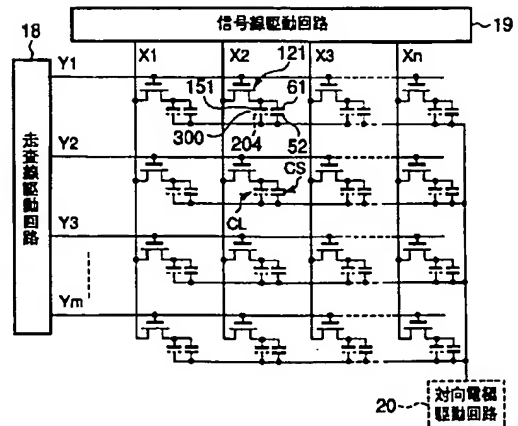 信号線駆動回路
19
18
X1 X2 X3 Xn
Y1
121
151
61
300
204
52
走査線駆動回路
Y2
CS
CL
Y3
Ym
20
対向電極
駆動回路